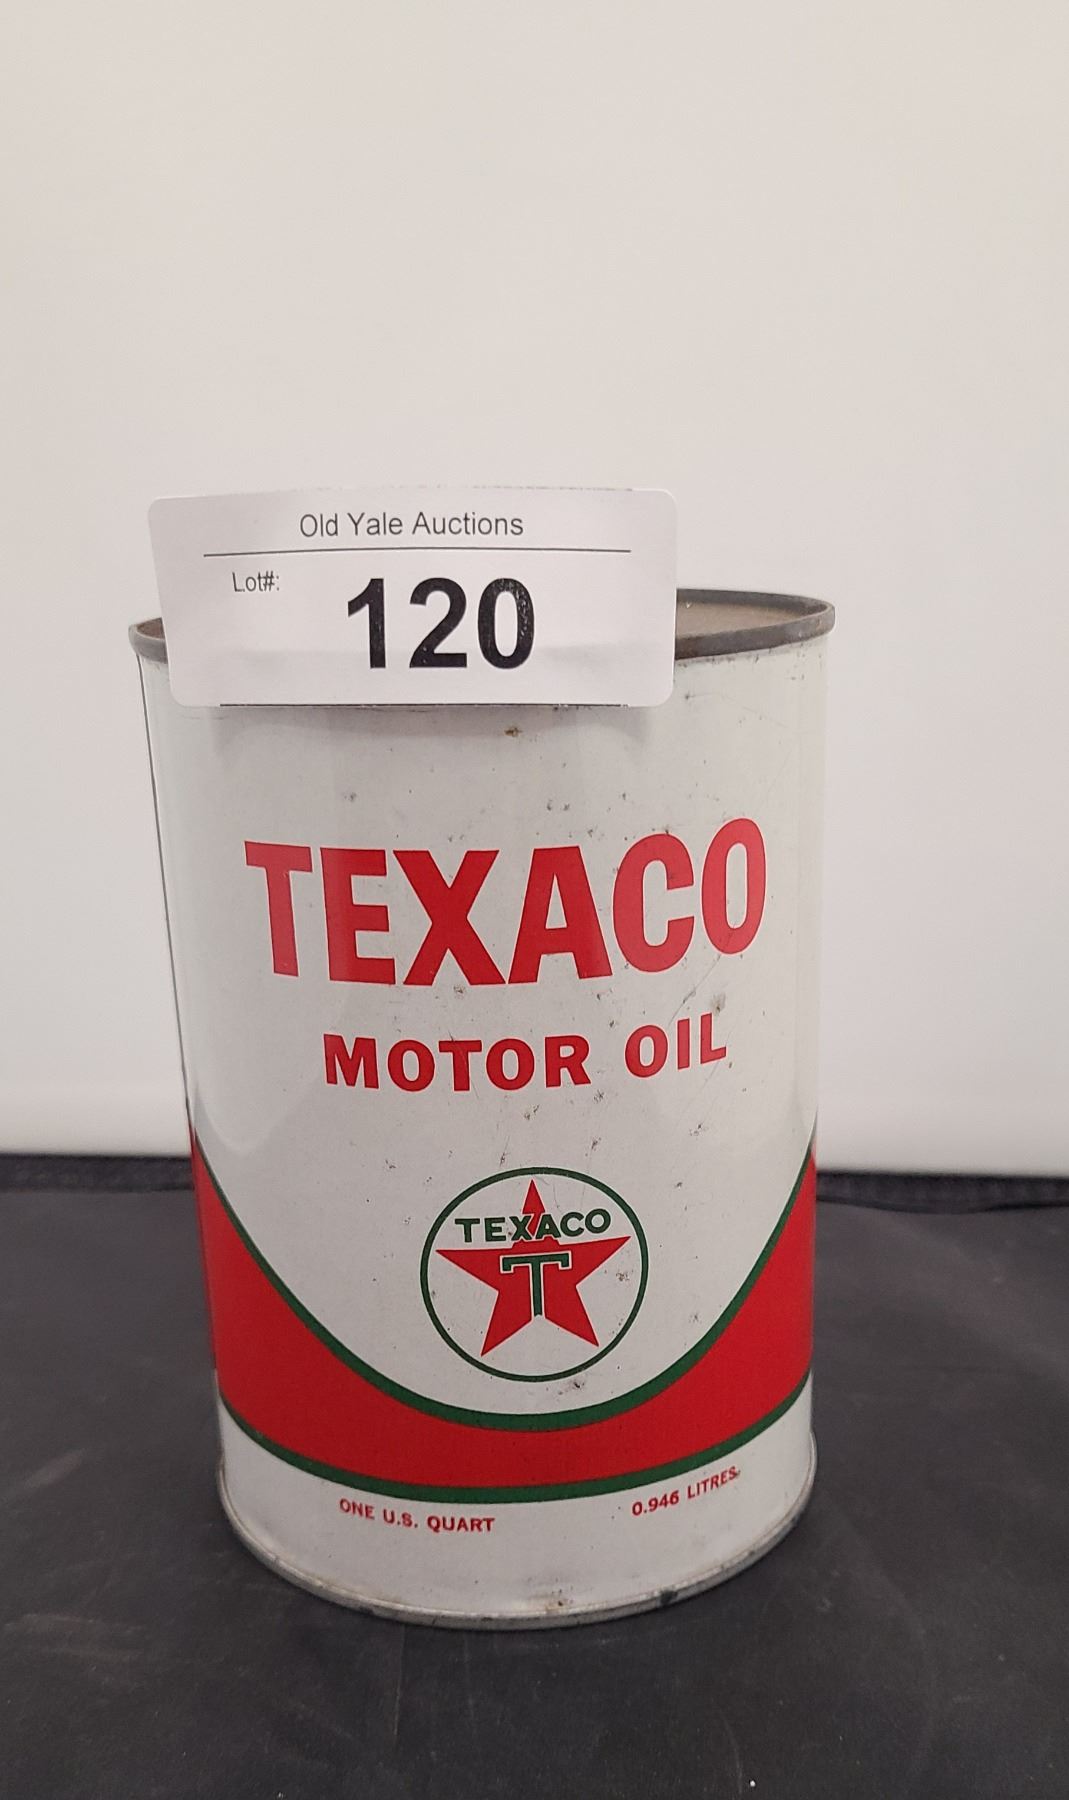 Old Yale Auctions
Lot#:
120
TEXACO
MOTOR OIL
TEXACO
T
ONE U.S. QUART
0.946 LITRES